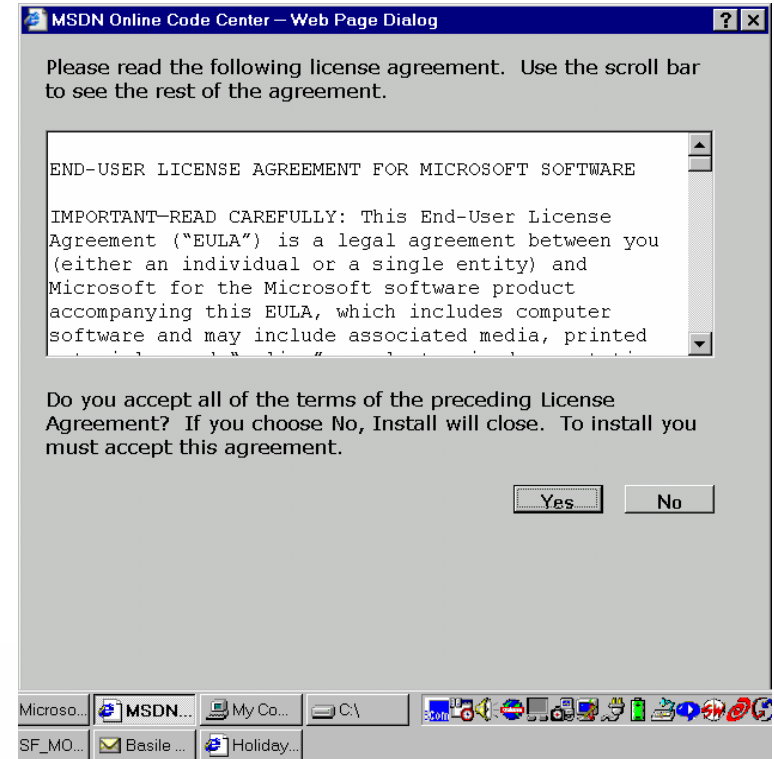 MSDN Online Code Center — Web Page Dialog
Please read the following license agreement. Use the scroll bar
to see the rest of the agreement.
END-USER LICENSE AGREEMENT FOR MICROSOFT SOFTWARE
IMPORTANT—READ CAREFULLY: This End-User License
Agreement (“EULA”) is a legal agreement between you
(either an individual or a single entity) and
Microsoft for the Microsoft software product
accompanying this EULA, which includes computer
software and may include associated media, printed
Do you accept all of the terms of the preceding License
Agreement? If you choose No, Install will close. To install you
must accept this agreement.
Yes No
Microso... MSDN... My Co... C:\
SF_MO... Basile ... Holiday...